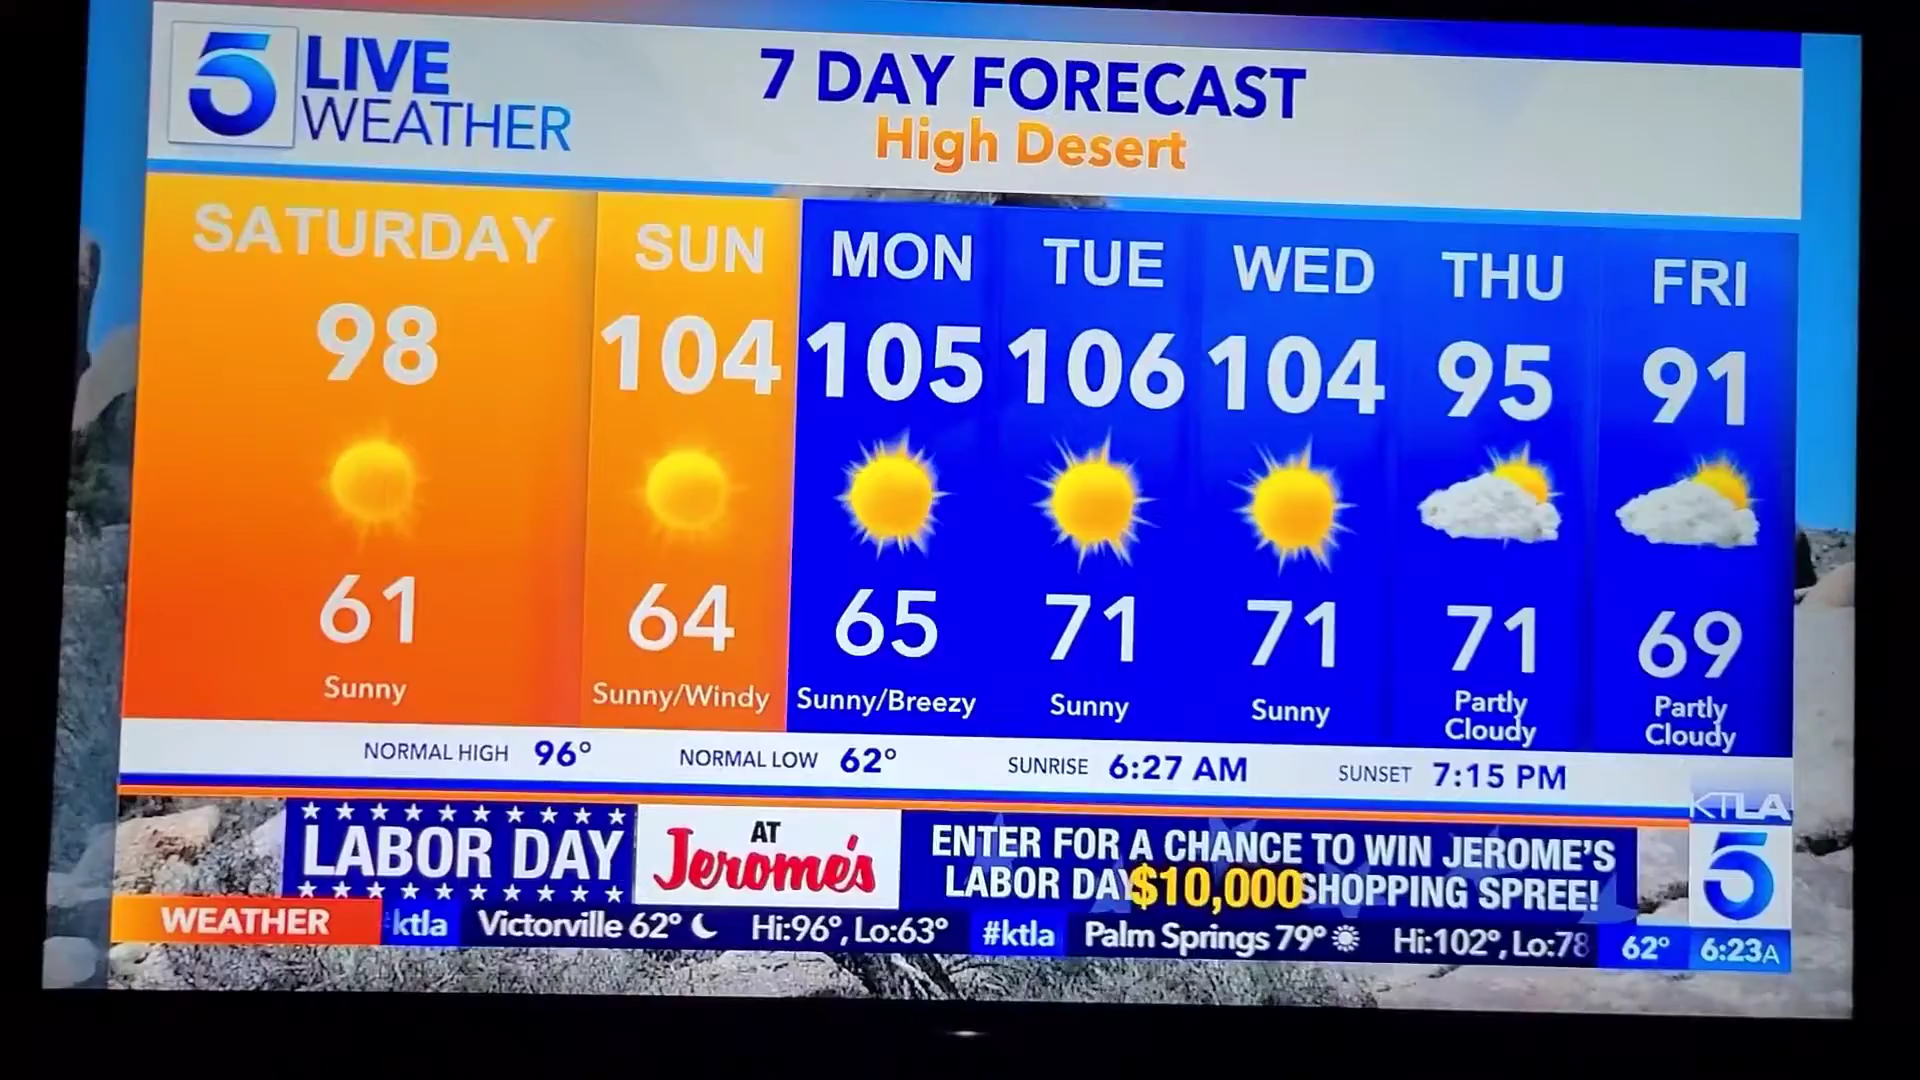 5 LIVE
WEATHER
7 DAY FORECAST
High Desert
SATURDAY SUN MON TUE WED THU FRI
98 104 105 106 104 95 91
61 64 65 71 71 71 69
Sunny Sunny/Windy Sunny/Breezy Sunny Sunny Partly Cloudy Partly Cloudy
NORMAL HIGH 96° NORMAL LOW 62° SUNRISE 6:27 AM SUNSET 7:15 PM
KTLA
5
LABOR DAY
AT
Jerome's
ENTER FOR A CHANCE TO WIN JEROME'S
LABOR DAY $10,000 SHOPPING SPREE!
WEATHER ktla Victorville 62° Hi:96°, Lo:63° #ktla Palm Springs 79° Hi:102°, Lo:78 62° 6:23A